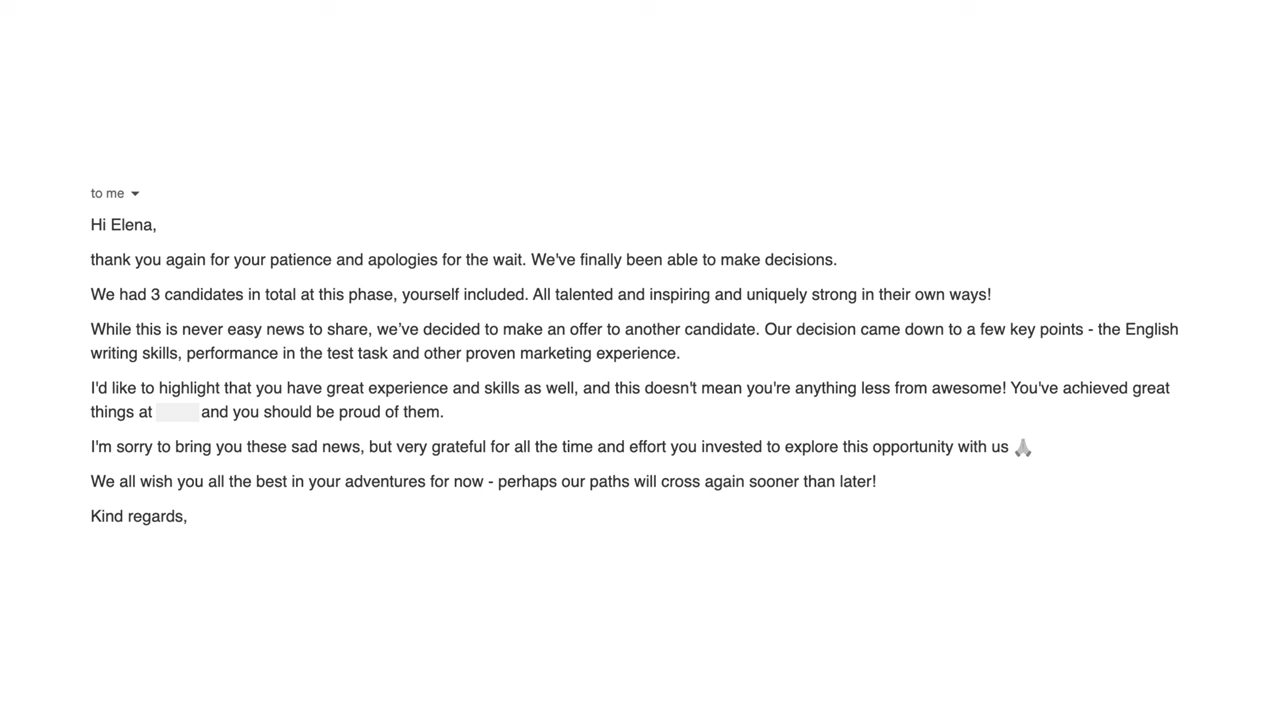 to me
Hi Elena,
thank you again for your patience and apologies for the wait. We've finally been able to make decisions.
We had 3 candidates in total at this phase, yourself included. All talented and inspiring and uniquely strong in their own ways!
While this is never easy news to share, we’ve decided to make an offer to another candidate. Our decision came down to a few key points - the English
writing skills, performance in the test task and other proven marketing experience.
I'd like to highlight that you have great experience and skills as well, and this doesn't mean you're anything less from awesome! You've achieved great
things at and you should be proud of them.
I'm sorry to bring you these sad news, but very grateful for all the time and effort you invested to explore this opportunity with us 🙏
We all wish you all the best in your adventures for now - perhaps our paths will cross again sooner than later!
Kind regards,